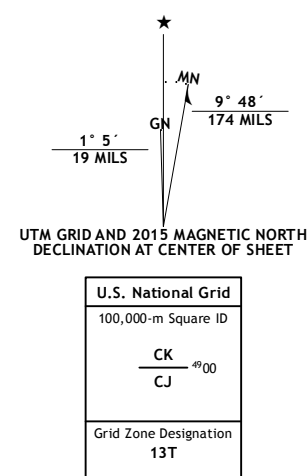 ★
MN
GN
9° 48´
174 MILS
1° 5´
19 MILS
UTM GRID AND 2015 MAGNETIC NORTH
DECLINATION AT CENTER OF SHEET
U.S. National Grid
100,000-m Square ID
CK
⁴⁹00
CJ
Grid Zone Designation
13T